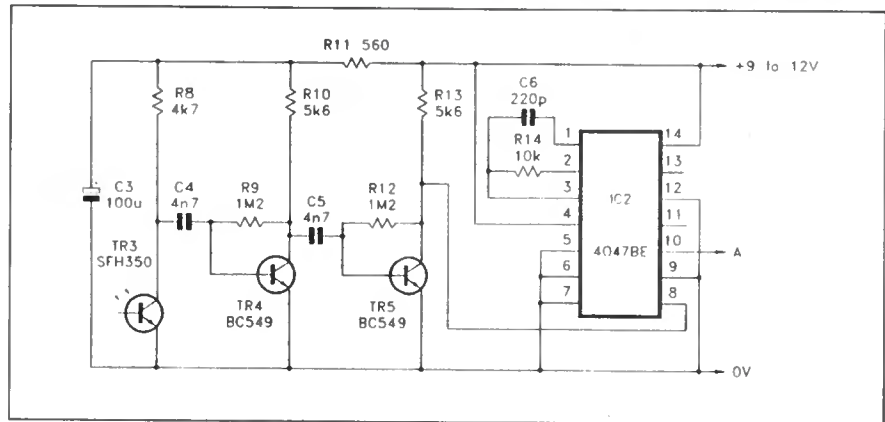 R11 560
+9 to 12V
R8
4k7
R10
5k6
R13
5k6
C6
220p
R14
10k
1
2
3
4
5
6
7
14
13
12
11
10
9
8
IC2
4047BE
A
C3
100u
C4
4n7
R9
1M2
C5
4n7
R12
1M2
TR3
SFH350
TR4
BC549
TR5
BC549
0V